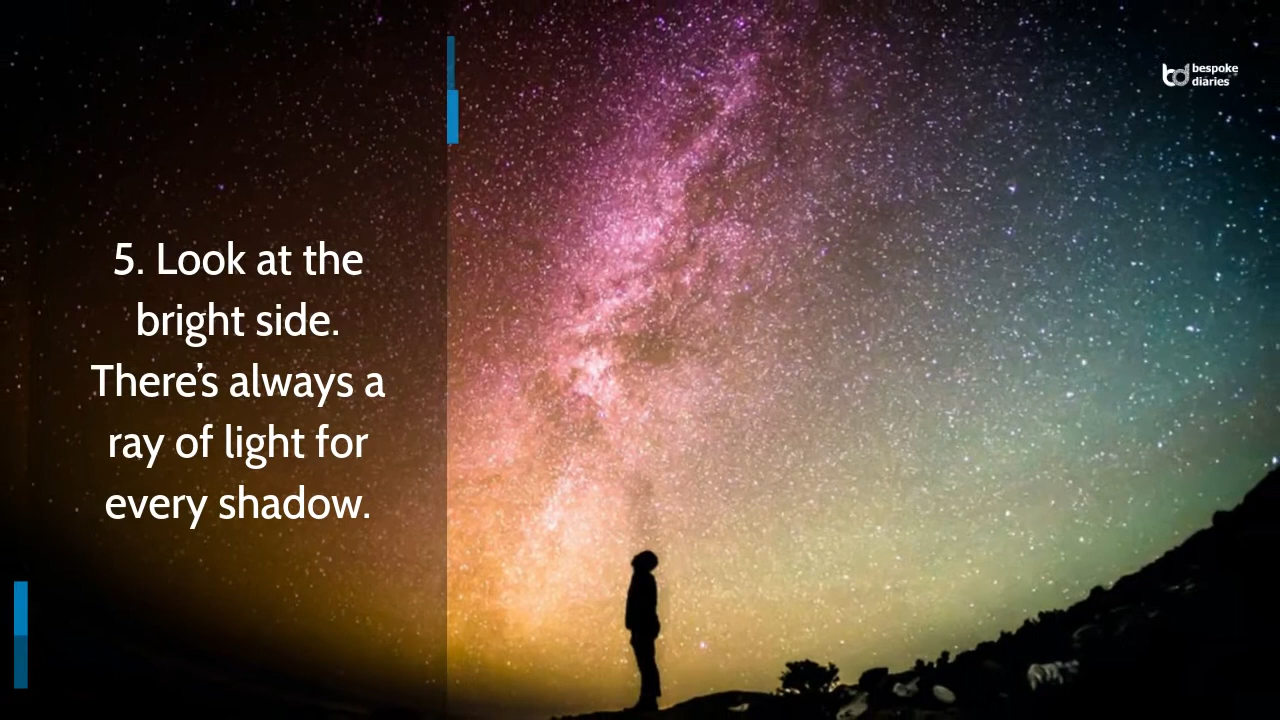 bespoke
diaries
5. Look at the
bright side.
There’s always a
ray of light for
every shadow.